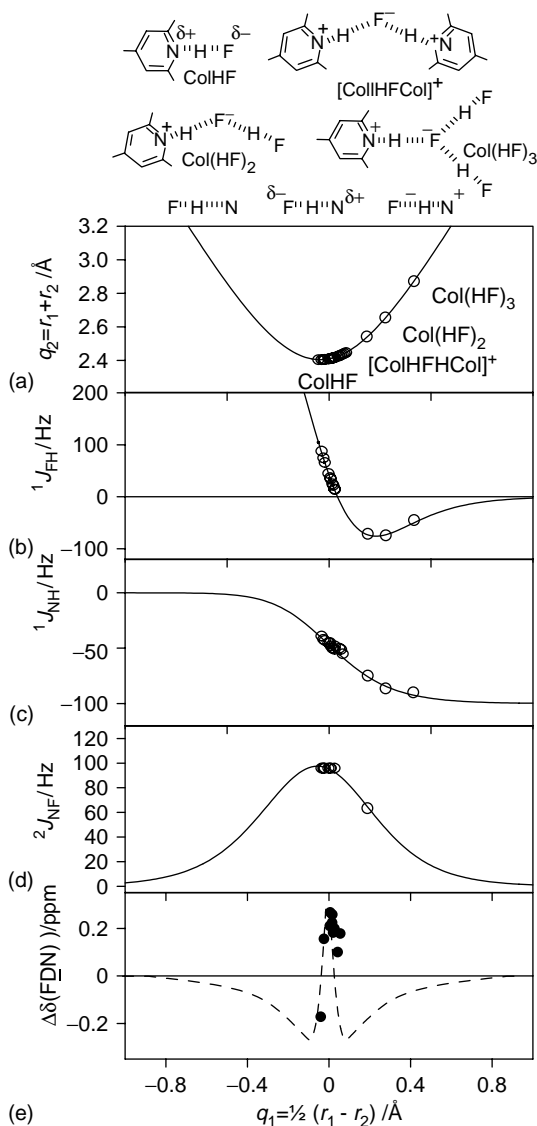 δ+ δ−
N H F
ColHF
F−
+ N H H +N
[CollHFCol]+
F−
+ N H H F
Col(HF)2
H F
+ N H −F Col(HF)3
H F
F H N δ− F H N δ+ F − H N +
3.2
3.0
2.8
2.6
2.4
q2=r1+r2 /Å
Col(HF)3
Col(HF)2
[ColHFHCol]+
ColHF
(a)
200
100
0
−100
1JFH/Hz
(b)
0
−50
−100
1JNH/Hz
(c)
120
100
80
60
40
20
0
2JNF/Hz
(d)
0.2
0
−0.2
Δδ(FDN) )/ppm
−0.8 −0.4 0 0.4 0.8
(e) q1=½ (r1 - r2) /Å